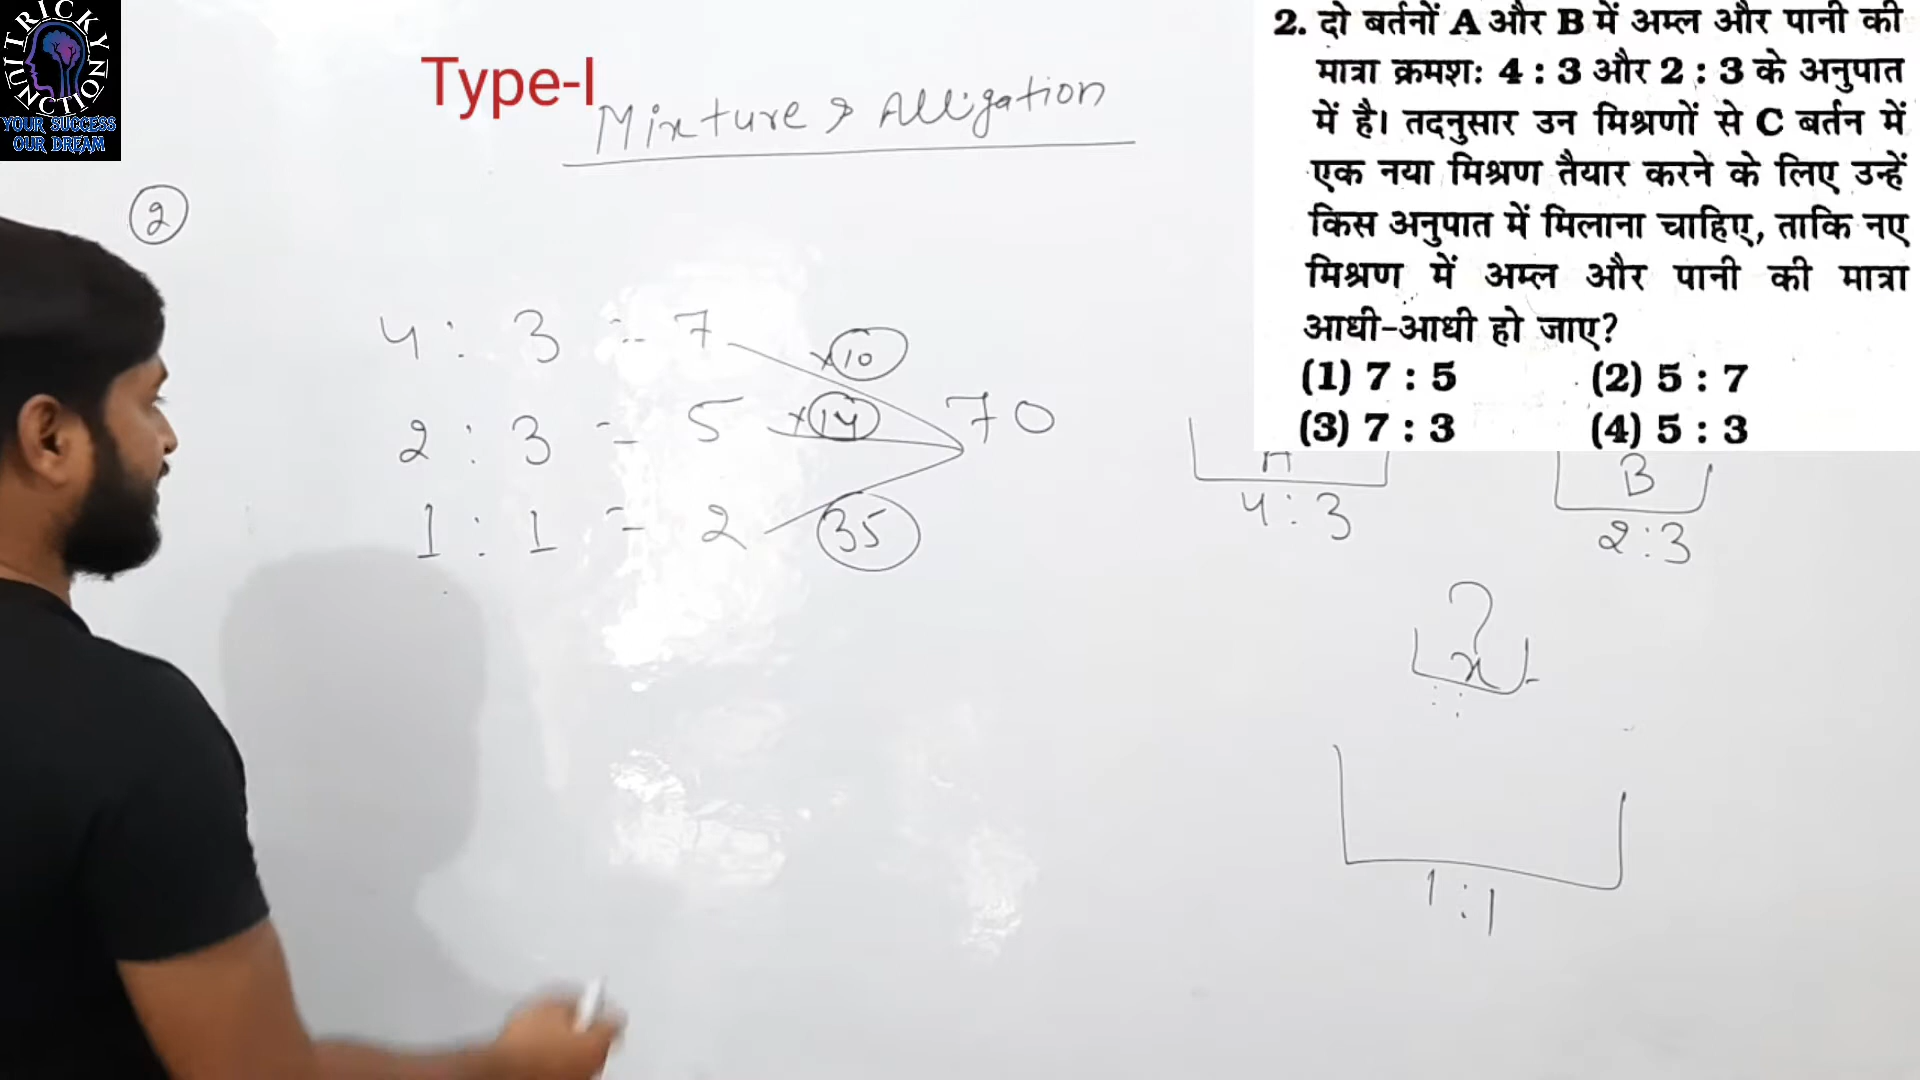 TRICKY
JUNCTION
YOUR SUCCESS
OUR DREAM
Type-I
Mixture & Alligation
2. दो बर्तनों A और B में अम्ल और पानी की
मात्रा क्रमशः 4 : 3 और 2 : 3 के अनुपात
में है। तदनुसार उन मिश्रणों से C बर्तन में
एक नया मिश्रण तैयार करने के लिए उन्हें
किस अनुपात में मिलाना चाहिए, ताकि नए
मिश्रण में अम्ल और पानी की मात्रा
आधी-आधी हो जाए?
(1) 7 : 5 (2) 5 : 7
(3) 7 : 3 (4) 5 : 3
2
4 : 3 = 7 ×10
2 : 3 = 5 ×14 70
1 : 1 = 2 35
A B
4 : 3 2 : 3
?
x
1 : 1